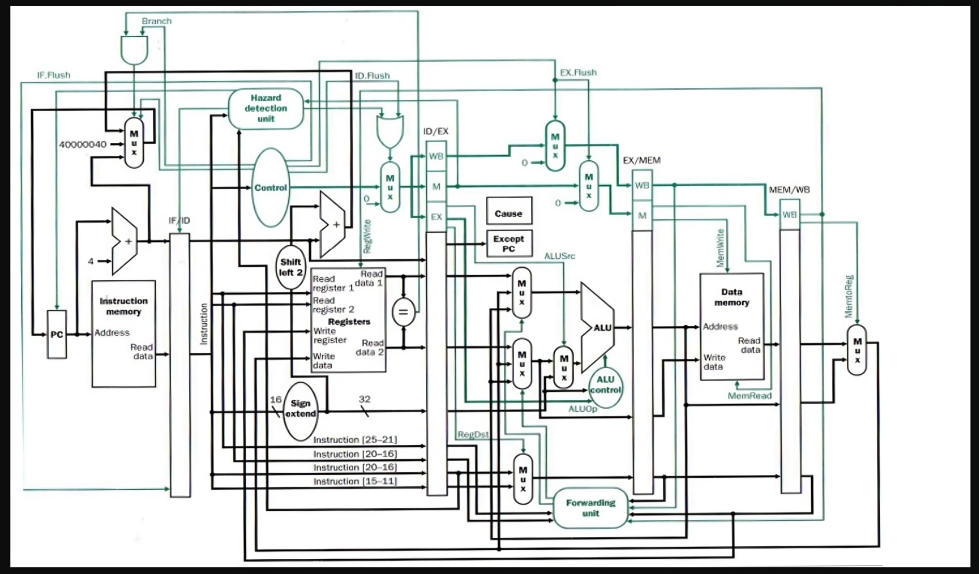 Branch
IF.Flush
ID.Flush
EX.Flush
Hazard
detection
unit
ID/EX
M
u
x
40000040
M
u
x
WB
0
EX/MEM
Control
M
u
x
M
M
u
x
WB
MEM/WB
0
0
IF/ID
EX
Cause
M
WB
+
+
RegWrite
Except
PC
4
Shift
left 2
ALUSrc
MemWrite
Instruction
memory
Address
Read
data
PC
Instruction
Read
register 1
Read
data 1
Read
register 2
Registers
Write
register
Read
data 2
Write
data
=
M
u
x
M
u
x
M
u
x
ALU
ALU
control
ALUOp
Data
memory
Address
Read
data
Write
data
MemRead
MemtoReg
M
u
x
16
Sign
extend
32
RegDst
Instruction [25–21]
Instruction [20–16]
Instruction [20–16]
Instruction [15–11]
M
u
x
Forwarding
unit